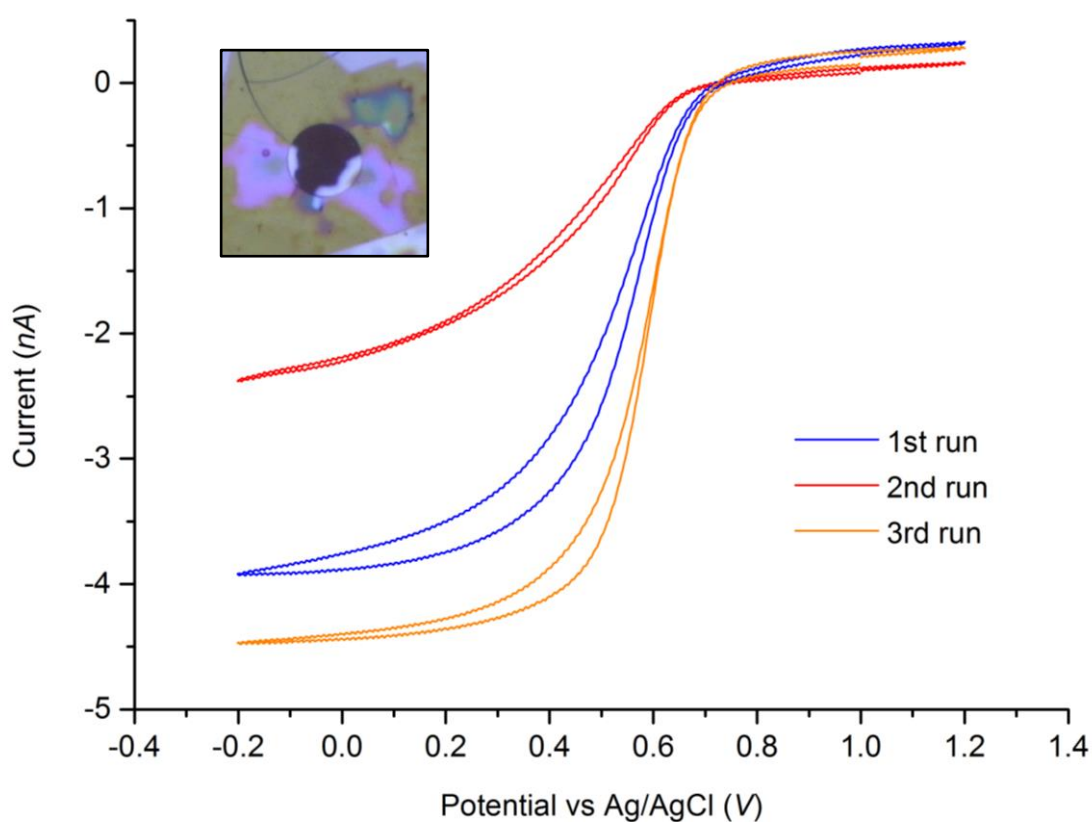 0
-1
-2
-3
-4
-5
Current (nA)
1st run
2nd run
3rd run
-0.4 -0.2 0.0 0.2 0.4 0.6 0.8 1.0 1.2 1.4
Potential vs Ag/AgCl (V)